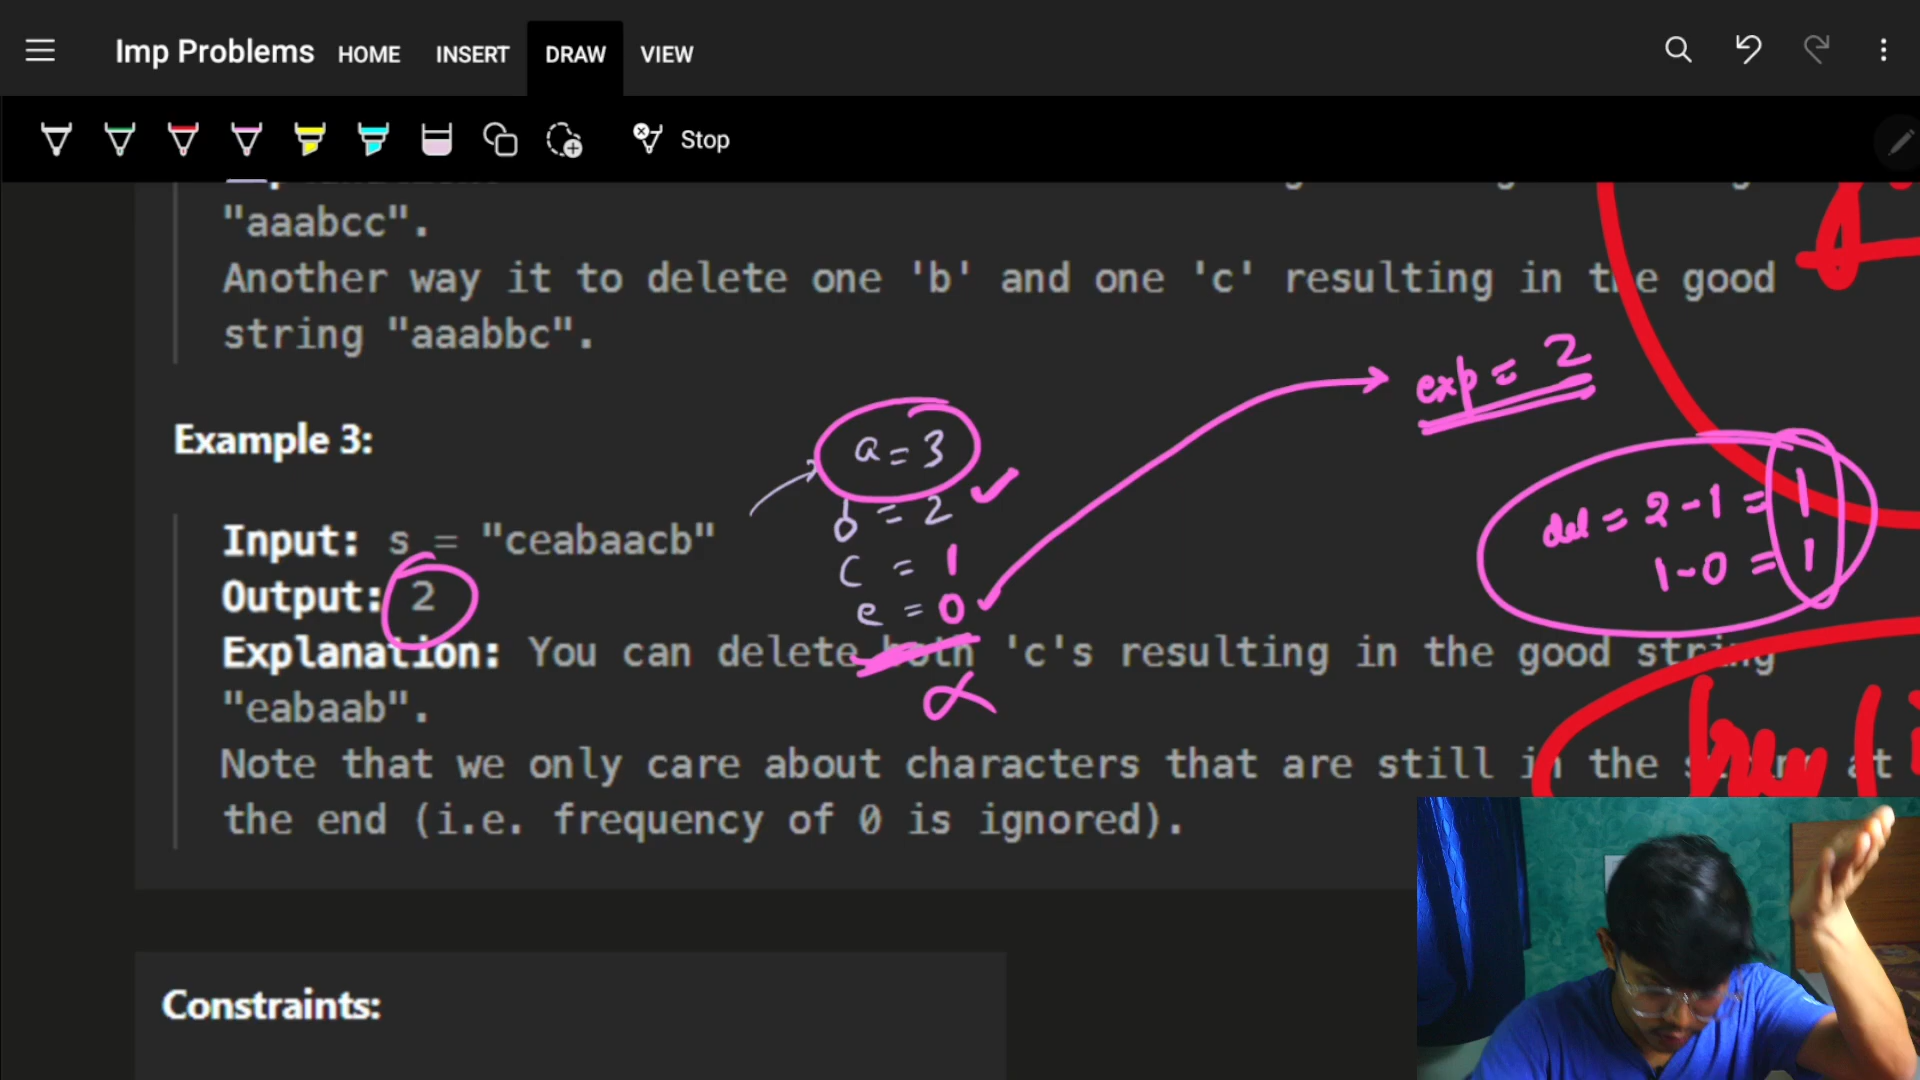 Imp Problems HOME INSERT DRAW VIEW
Stop
"aaabcc".
Another way it to delete one 'b' and one 'c' resulting in the good
string "aaabbc".
exp = 2
Example 3:
a = 3
b = 2
del = 2-1 = 1
1-0 = 1
Input: s = "ceabaacb"
c = 1
Output: 2
e = 0
Explanation: You can delete both 'c's resulting in the good string
"eabaab".
Note that we only care about characters that are still in the string at
the end (i.e. frequency of 0 is ignored).
Constraints: